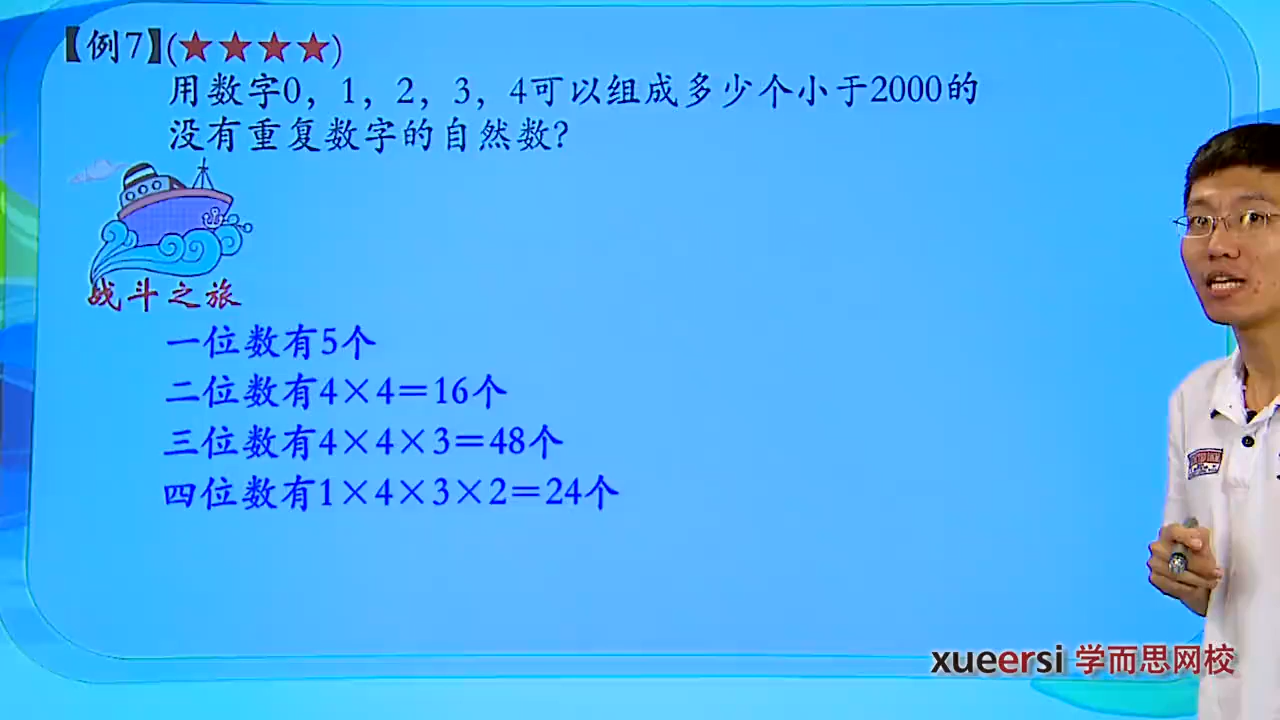 【例7】(★★★★)
用数字0，1，2，3，4可以组成多少个小于2000的
没有重复数字的自然数？
战斗之旅
一位数有5个
二位数有4×4＝16个
三位数有4×4×3＝48个
四位数有1×4×3×2＝24个
xueersi 学而思网校